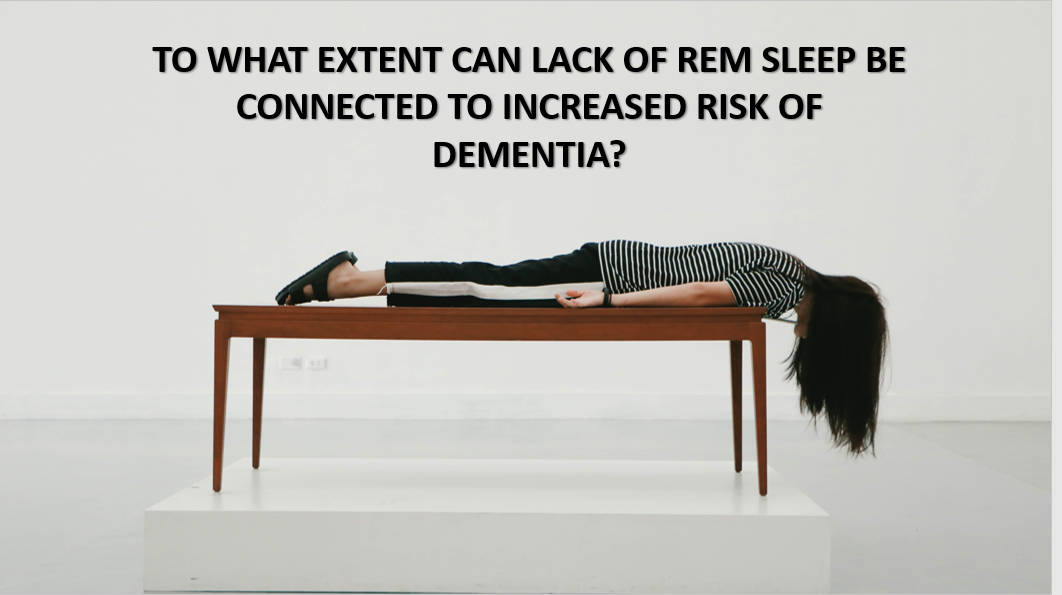 TO WHAT EXTENT CAN LACK OF REM SLEEP BE
CONNECTED TO INCREASED RISK OF
DEMENTIA?